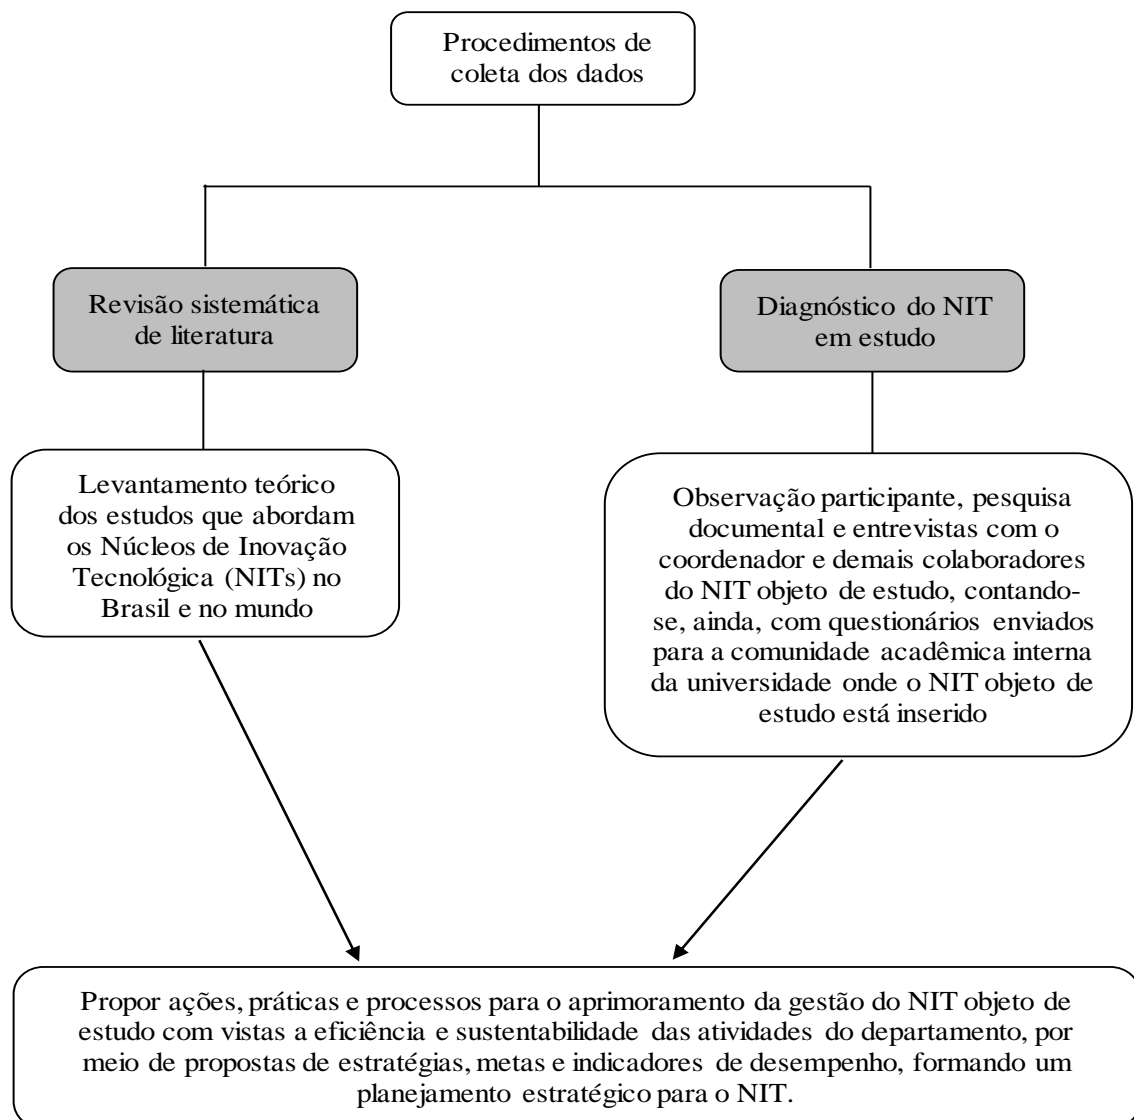 Procedimentos de
coleta dos dados
Revisão sistemática
de literatura
Diagnóstico do NIT
em estudo
Levantamento teórico
dos estudos que abordam
os Núcleos de Inovação
Tecnológica (NITs) no
Brasil e no mundo
Observação participante, pesquisa
documental e entrevistas com o
coordenador e demais colaboradores
do NIT objeto de estudo, contando-
se, ainda, com questionários enviados
para a comunidade acadêmica interna
da universidade onde o NIT objeto de
estudo está inserido
Propor ações, práticas e processos para o aprimoramento da gestão do NIT objeto de
estudo com vistas a eficiência e sustentabilidade das atividades do departamento, por
meio de propostas de estratégias, metas e indicadores de desempenho, formando um
planejamento estratégico para o NIT.